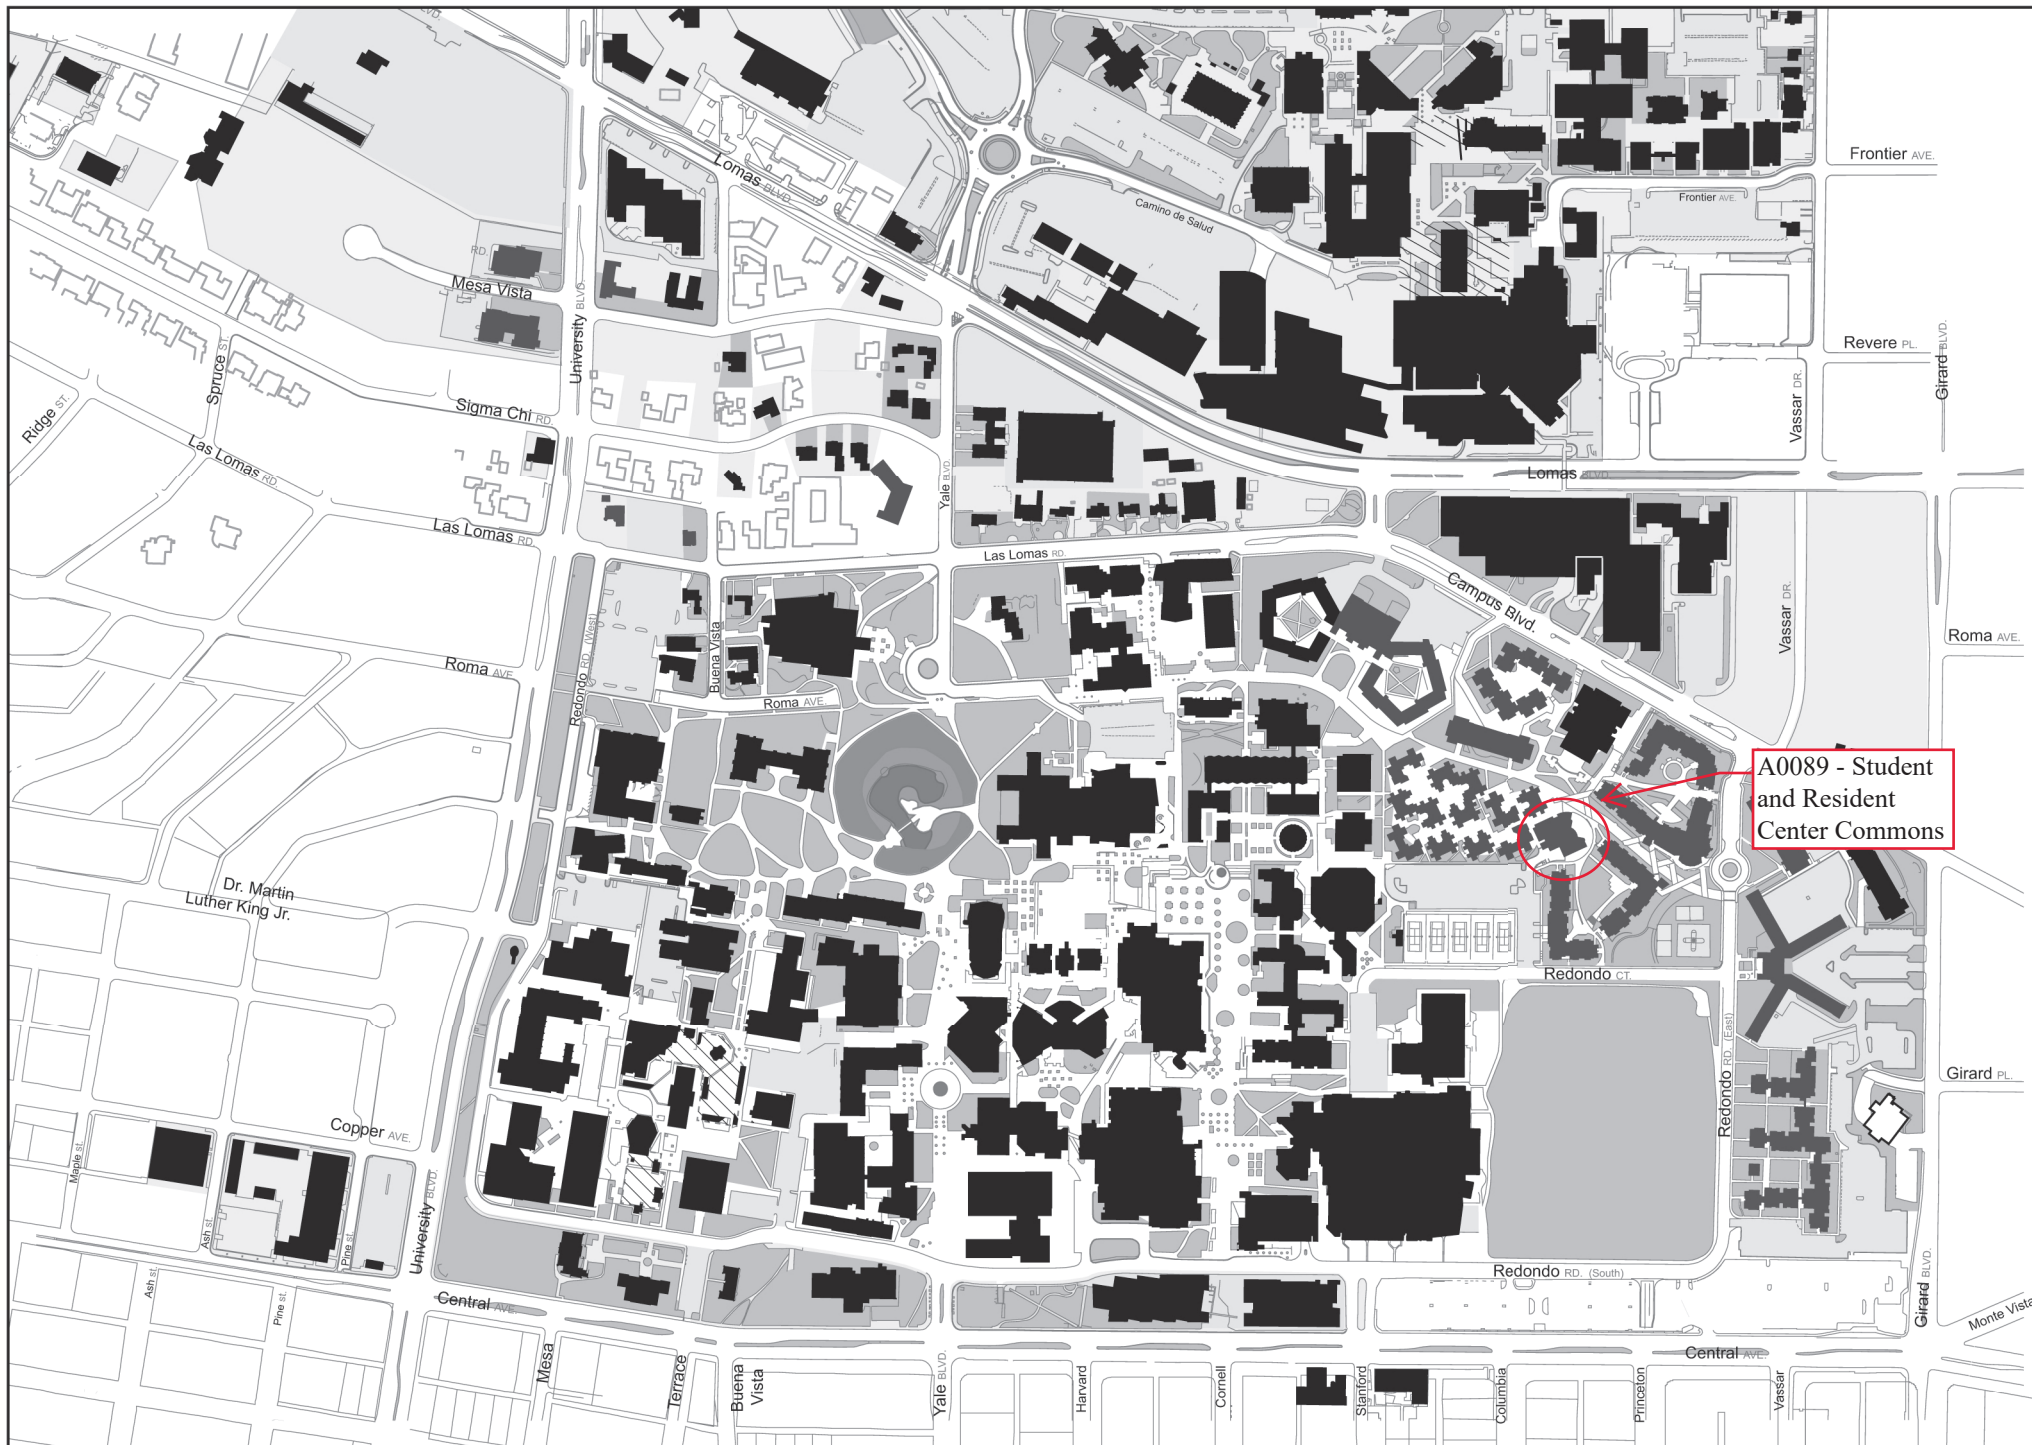 BLVD.
Lomas BLVD.
Camino de Salud
Frontier AVE.
Frontier AVE.
RD.
Mesa Vista
University BLVD.
Spruce ST.
Ridge ST.
Sigma Chi RD.
Las Lomas RD.
Las Lomas RD.
Yale BLVD.
Las Lomas RD.
Revere PL.
Girard BLVD.
Vassar DR.
Lomas BLVD.
Campus Blvd.
Vassar DR.
Roma AVE.
Roma AVE.
Redondo RD. (West)
Buena Vista
Roma AVE.
A0089 - Student
and Resident
Center Commons
Dr. Martin
Luther King Jr.
Redondo CT.
Redondo RD. (East)
Girard PL.
Copper AVE.
Maple st.
Ash st.
Pine st.
University BLVD.
Ash st.
Pine st.
Central AVE.
Redondo RD. (South)
Girard BLVD.
Monte Vista
Central AVE.
Mesa
Terrace
Buena
Vista
Yale BLVD.
Harvard
Cornell
Stanford
Columbia
Princeton
Vassar